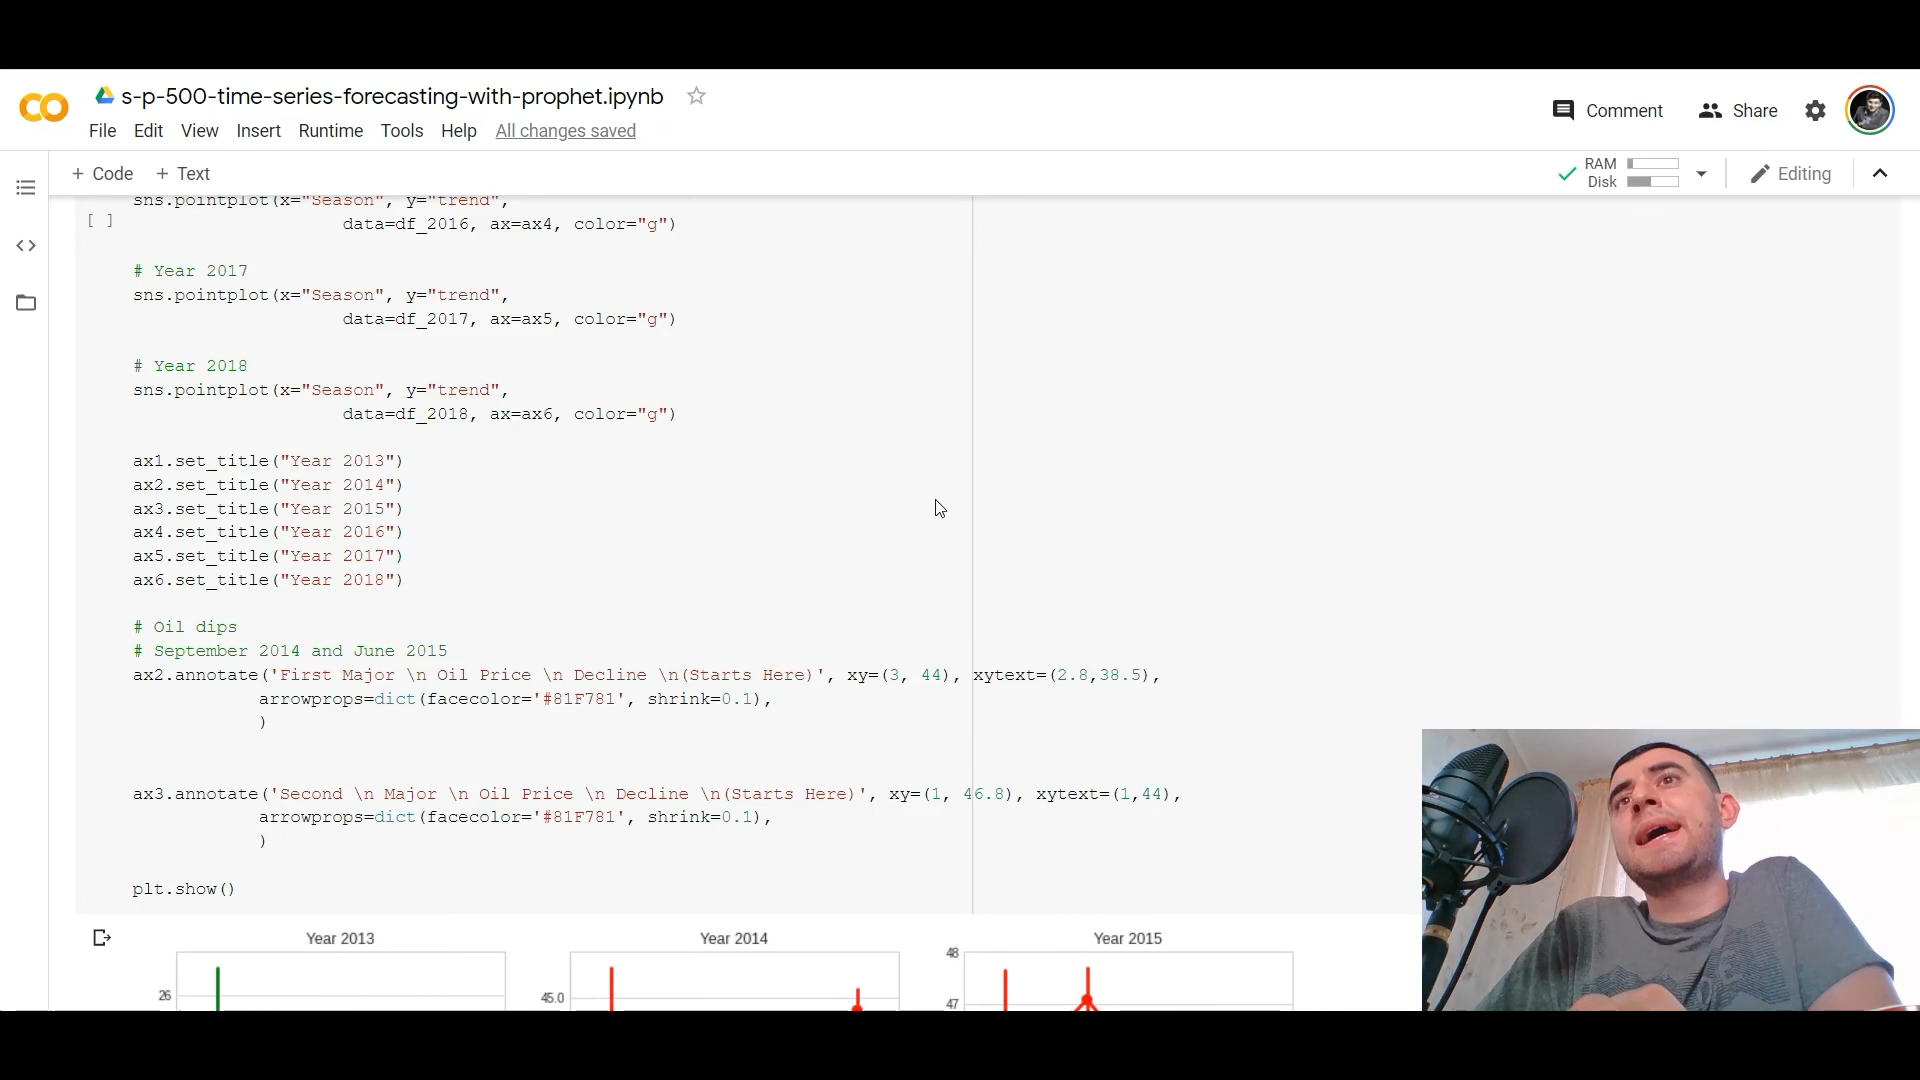 s-p-500-time-series-forecasting-with-prophet.ipynb
Comment
Share
File Edit View Insert Runtime Tools Help All changes saved
+ Code + Text
RAM
Disk
Editing
sns.pointplot(x="Season", y="trend",
[ ]
data=df_2016, ax=ax4, color="g")
# Year 2017
sns.pointplot(x="Season", y="trend",
data=df_2017, ax=ax5, color="g")
# Year 2018
sns.pointplot(x="Season", y="trend",
data=df_2018, ax=ax6, color="g")
ax1.set_title("Year 2013")
ax2.set_title("Year 2014")
ax3.set_title("Year 2015")
ax4.set_title("Year 2016")
ax5.set_title("Year 2017")
ax6.set_title("Year 2018")
# Oil dips
# September 2014 and June 2015
ax2.annotate('First Major \n Oil Price \n Decline \n(Starts Here)', xy=(3, 44), xytext=(2.8,38.5),
arrowprops=dict(facecolor='#81F781', shrink=0.1),
)
ax3.annotate('Second \n Major \n Oil Price \n Decline \n(Starts Here)', xy=(1, 46.8), xytext=(1,44),
arrowprops=dict(facecolor='#81F781', shrink=0.1),
)
plt.show()
Year 2013
Year 2014
Year 2015
48
26
45.0
47